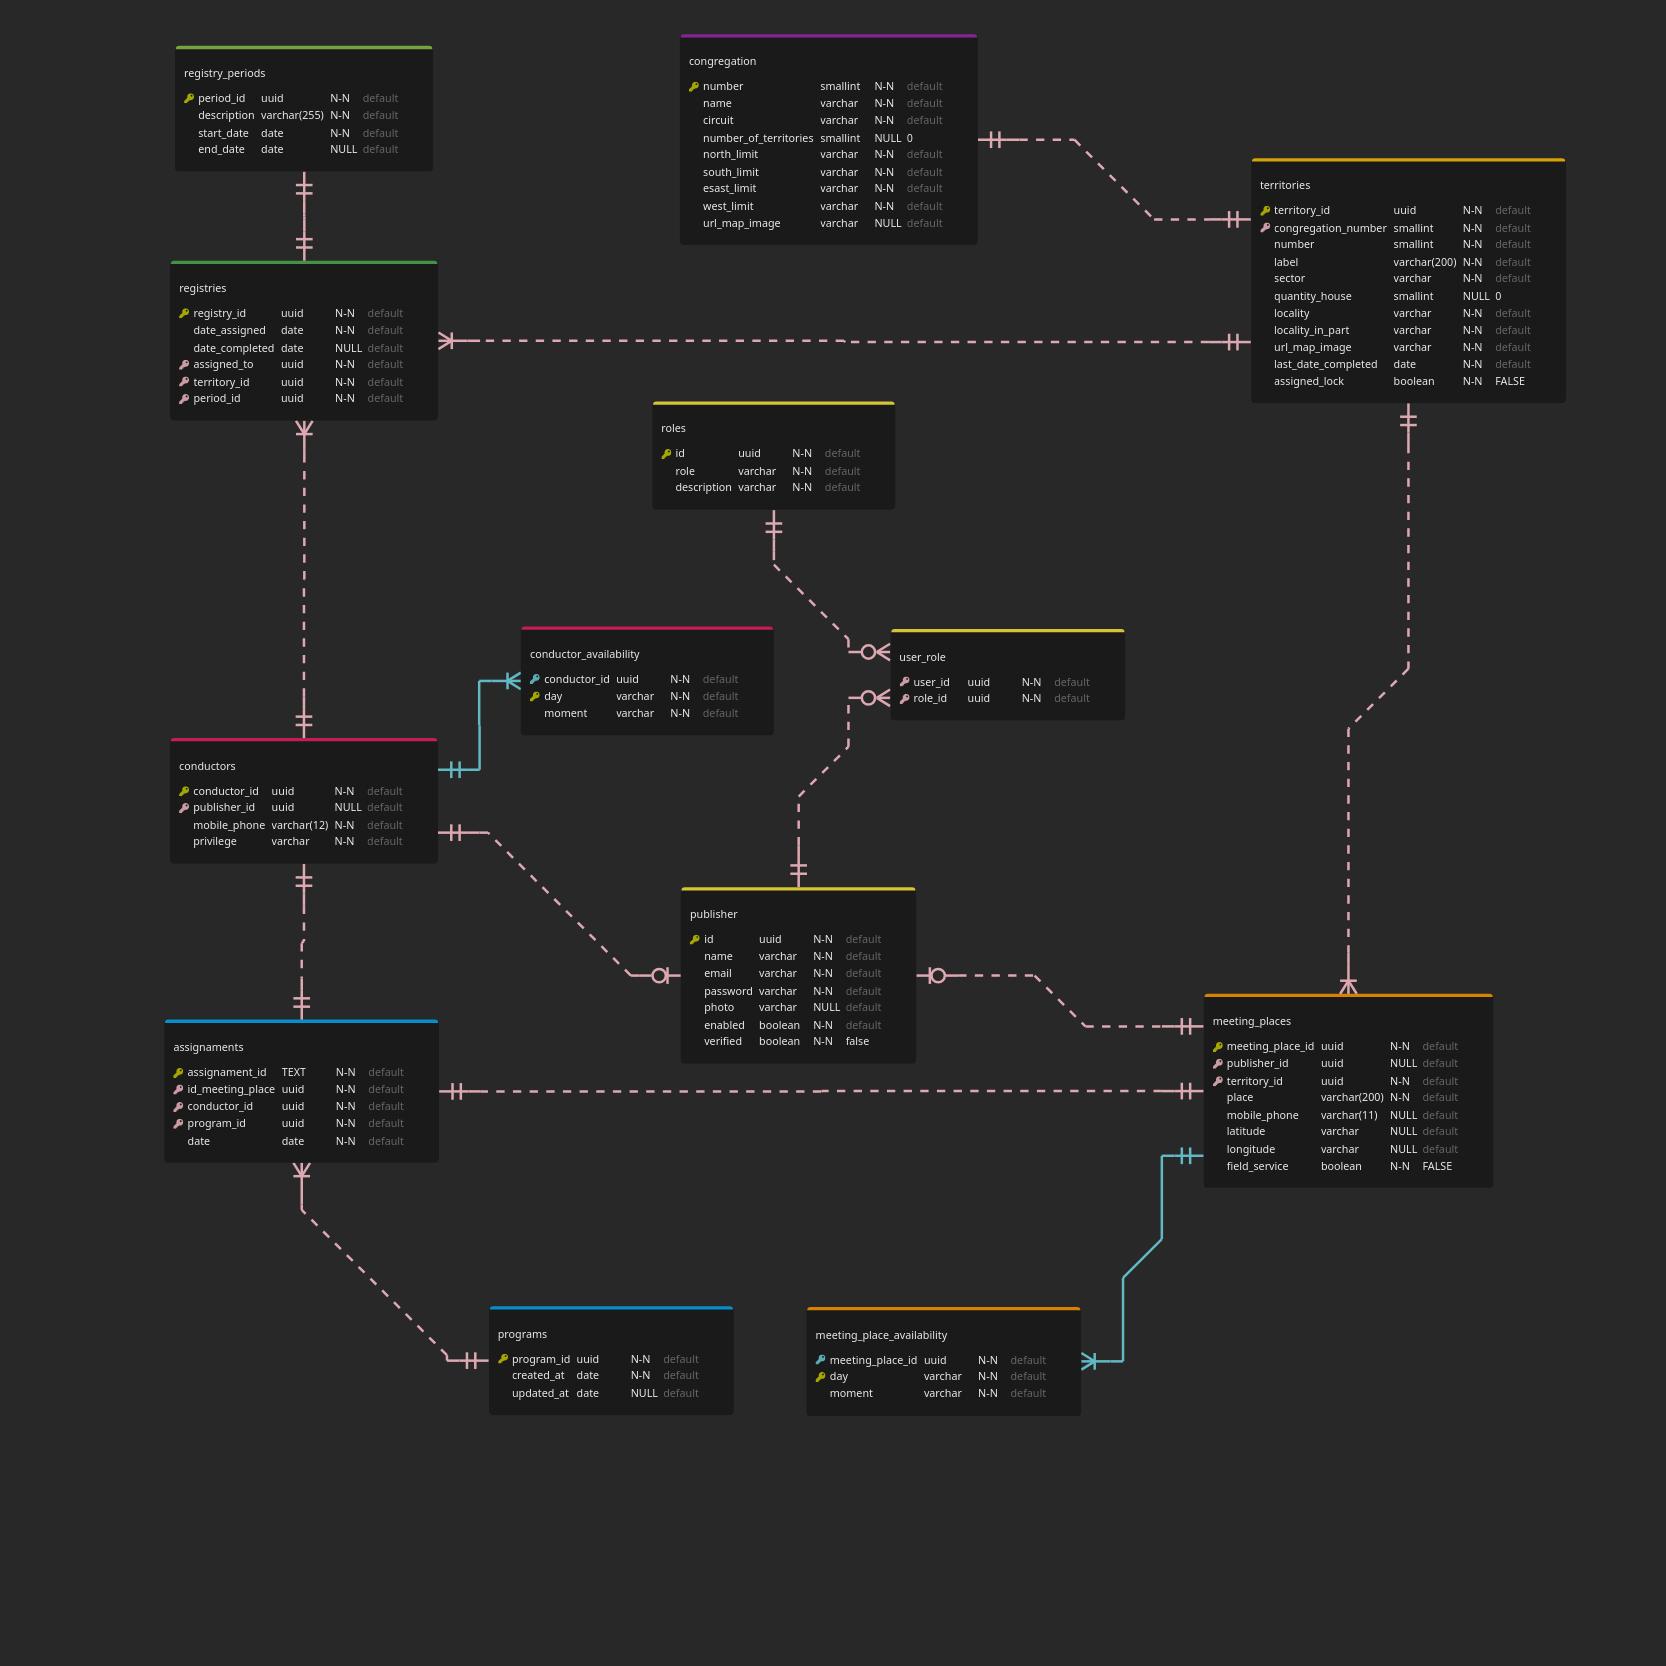 registry_periods
period_id uuid N-N default
description varchar(255) N-N default
start_date date N-N default
end_date date NULL default
congregation
number smallint N-N default
name varchar N-N default
circuit varchar N-N default
number_of_territories smallint NULL 0
north_limit varchar N-N default
south_limit varchar N-N default
esast_limit varchar N-N default
west_limit varchar N-N default
url_map_image varchar NULL default
territories
territory_id uuid N-N default
congregation_number smallint N-N default
number smallint N-N default
label varchar(200) N-N default
sector varchar N-N default
quantity_house smallint NULL 0
locality varchar N-N default
locality_in_part varchar N-N default
url_map_image varchar N-N default
last_date_completed date N-N default
assigned_lock boolean N-N FALSE
registries
registry_id uuid N-N default
date_assigned date N-N default
date_completed date NULL default
assigned_to uuid N-N default
territory_id uuid N-N default
period_id uuid N-N default
roles
id uuid N-N default
role varchar N-N default
description varchar N-N default
conductor_availability
conductor_id uuid N-N default
day varchar N-N default
moment varchar N-N default
user_role
user_id uuid N-N default
role_id uuid N-N default
conductors
conductor_id uuid N-N default
publisher_id uuid NULL default
mobile_phone varchar(12) N-N default
privilege varchar N-N default
publisher
id uuid N-N default
name varchar N-N default
email varchar N-N default
password varchar N-N default
photo varchar NULL default
enabled boolean N-N default
verified boolean N-N false
meeting_places
meeting_place_id uuid N-N default
publisher_id uuid NULL default
territory_id uuid N-N default
place varchar(200) N-N default
mobile_phone varchar(11) NULL default
latitude varchar NULL default
longitude varchar NULL default
field_service boolean N-N FALSE
assignaments
assignament_id TEXT N-N default
id_meeting_place uuid N-N default
conductor_id uuid N-N default
program_id uuid N-N default
date date N-N default
programs
program_id uuid N-N default
created_at date N-N default
updated_at date NULL default
meeting_place_availability
meeting_place_id uuid N-N default
day varchar N-N default
moment varchar N-N default